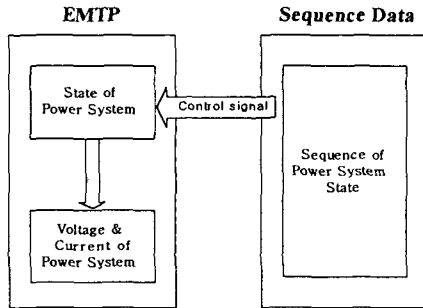 EMTP
Sequence Data
State of
Power System
Control signal
Sequence of
Power System
State
Voltage &
Current of
Power System